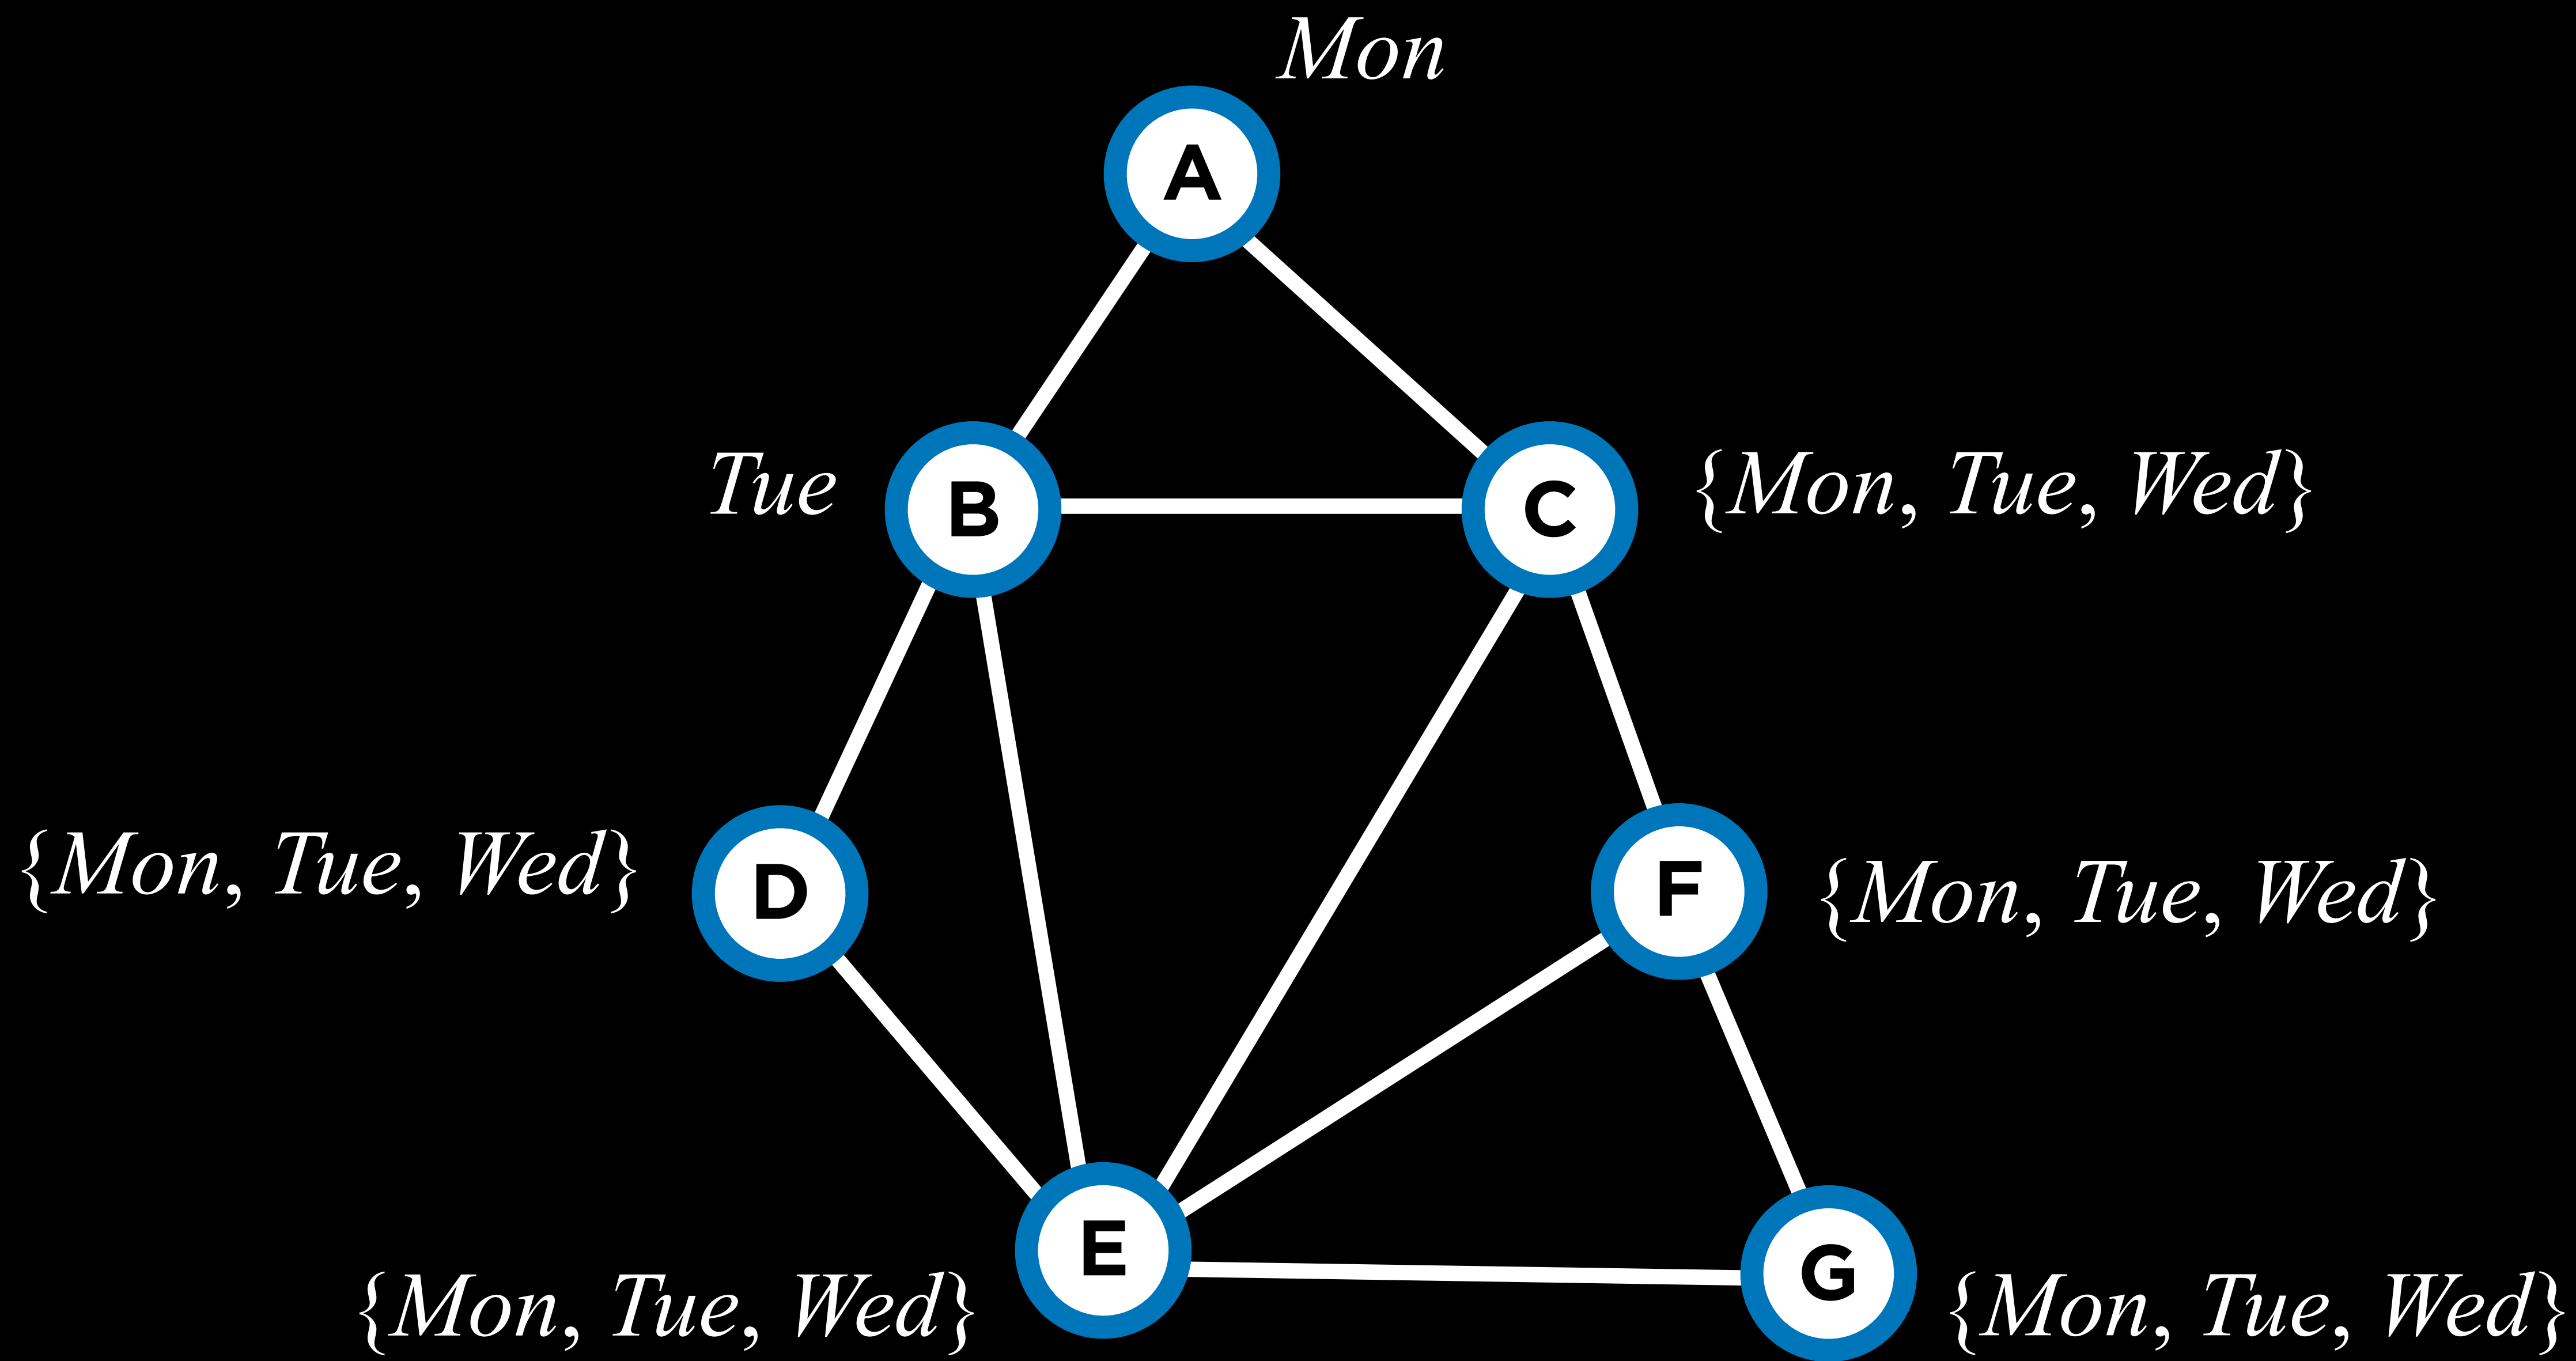 Mon
A
Tue
B
C
{Mon, Tue, Wed}
{Mon, Tue, Wed}
D
F
{Mon, Tue, Wed}
{Mon, Tue, Wed}
E
G
{Mon, Tue, Wed}